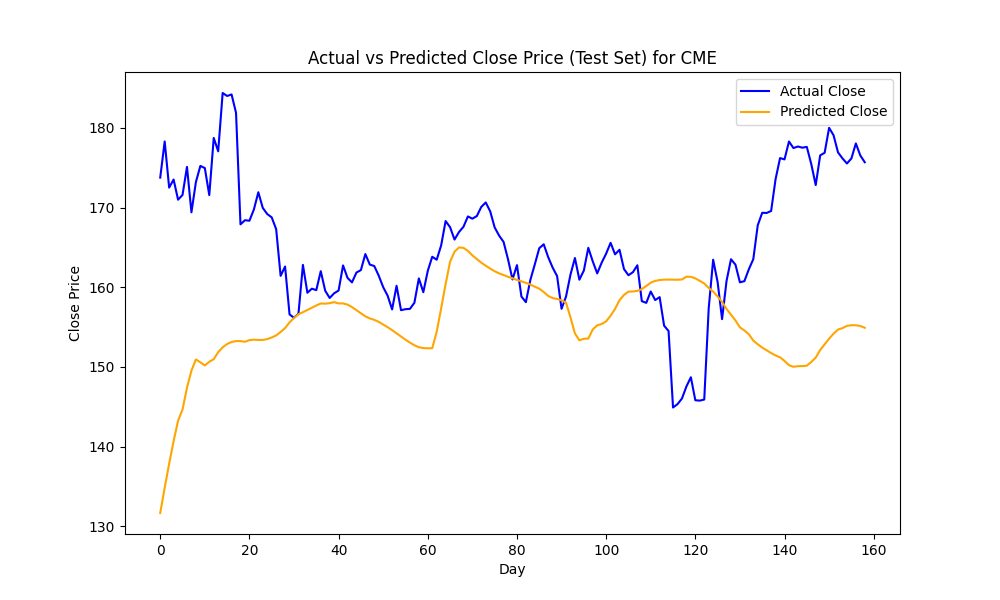 Actual vs Predicted Close Price (Test Set) for CME
Actual Close
Predicted Close
Close Price
180
170
160
150
140
130
0 20 40 60 80 100 120 140 160
Day